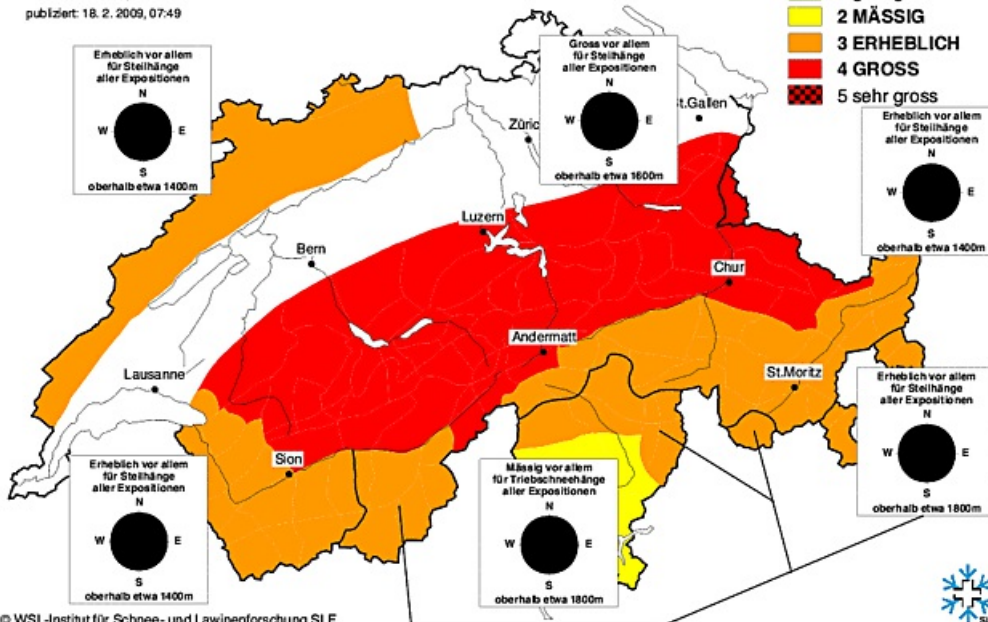 publiziert: 18. 2. 2009, 07:49
2 MÄSSIG
3 ERHEBLICH
4 GROSS
5 sehr gross
Erheblich vor allem
für Steilhänge
aller Expositionen
N
W E
S
oberhalb etwa 1400m
Gross vor allem
für Steilhänge
aller Expositionen
N
W E
S
oberhalb etwa 1600m
St.Gallen
Züric
Erheblich vor allem
für Steilhänge
aller Expositionen
N
W E
S
oberhalb etwa 1400m
Luzern
Bern
Chur
Andermatt
Lausanne
St.Moritz
Sion
Erheblich vor allem
für Steilhänge
aller Expositionen
N
W E
S
oberhalb etwa 1800m
Erheblich vor allem
für Steilhänge
aller Expositionen
N
W E
S
oberhalb etwa 1400m
Mässig vor allem
für Triebschneehänge
aller Expositionen
N
W E
S
oberhalb etwa 1800m
© WSL-Institut für Schnee- und Lawinenforschung SLF